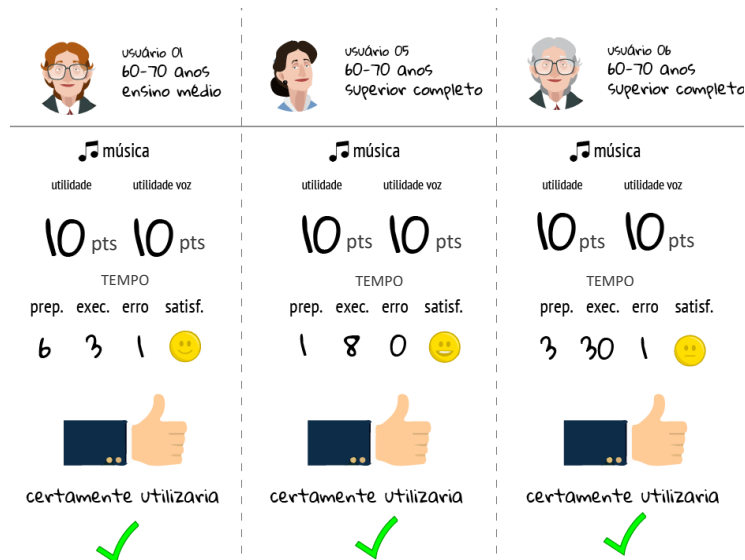 usuário 01
60-70 anos
ensino médio
música
utilidade utilidade voz
10 pts 10 pts
TEMPO
prep. exec. erro satisf.
6 3 1
certamente utilizaria
usuário 05
60-70 anos
superior completo
música
utilidade utilidade voz
10 pts 10 pts
TEMPO
prep. exec. erro satisf.
1 8 0
certamente utilizaria
usuário 06
60-70 anos
superior completo
música
utilidade utilidade voz
10 pts 10 pts
TEMPO
prep. exec. erro satisf.
3 30 1
certamente utilizaria